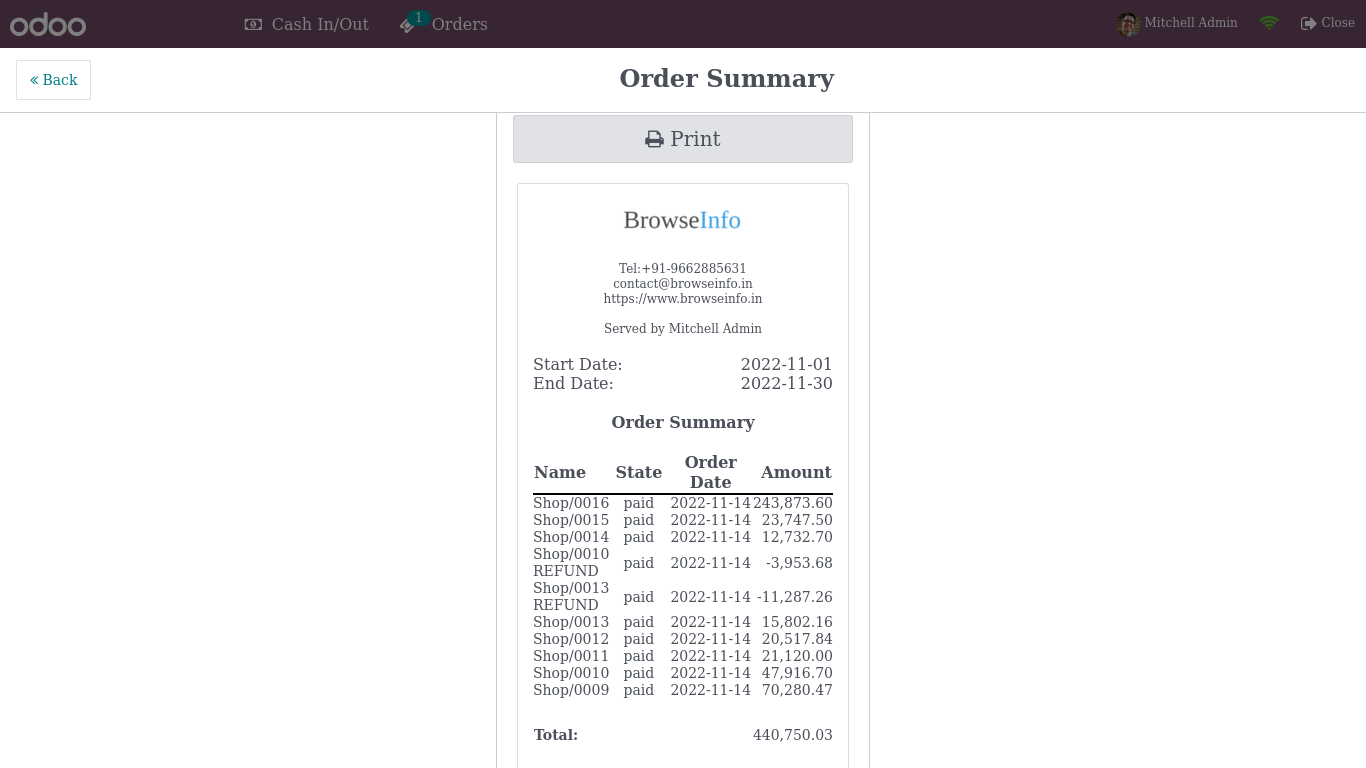 odoo Cash In/Out 1 Orders Mitchell Admin Close
« Back Order Summary
Print
BrowseInfo
Tel:+91-9662885631
contact@browseinfo.in
https://www.browseinfo.in
Served by Mitchell Admin
Start Date: 2022-11-01
End Date: 2022-11-30
Order Summary
Name State Order Date Amount
Shop/0016 paid 2022-11-14 243,873.60
Shop/0015 paid 2022-11-14 23,747.50
Shop/0014 paid 2022-11-14 12,732.70
Shop/0010 REFUND paid 2022-11-14 -3,953.68
Shop/0013 REFUND paid 2022-11-14 -11,287.26
Shop/0013 paid 2022-11-14 15,802.16
Shop/0012 paid 2022-11-14 20,517.84
Shop/0011 paid 2022-11-14 21,120.00
Shop/0010 paid 2022-11-14 47,916.70
Shop/0009 paid 2022-11-14 70,280.47
Total: 440,750.03